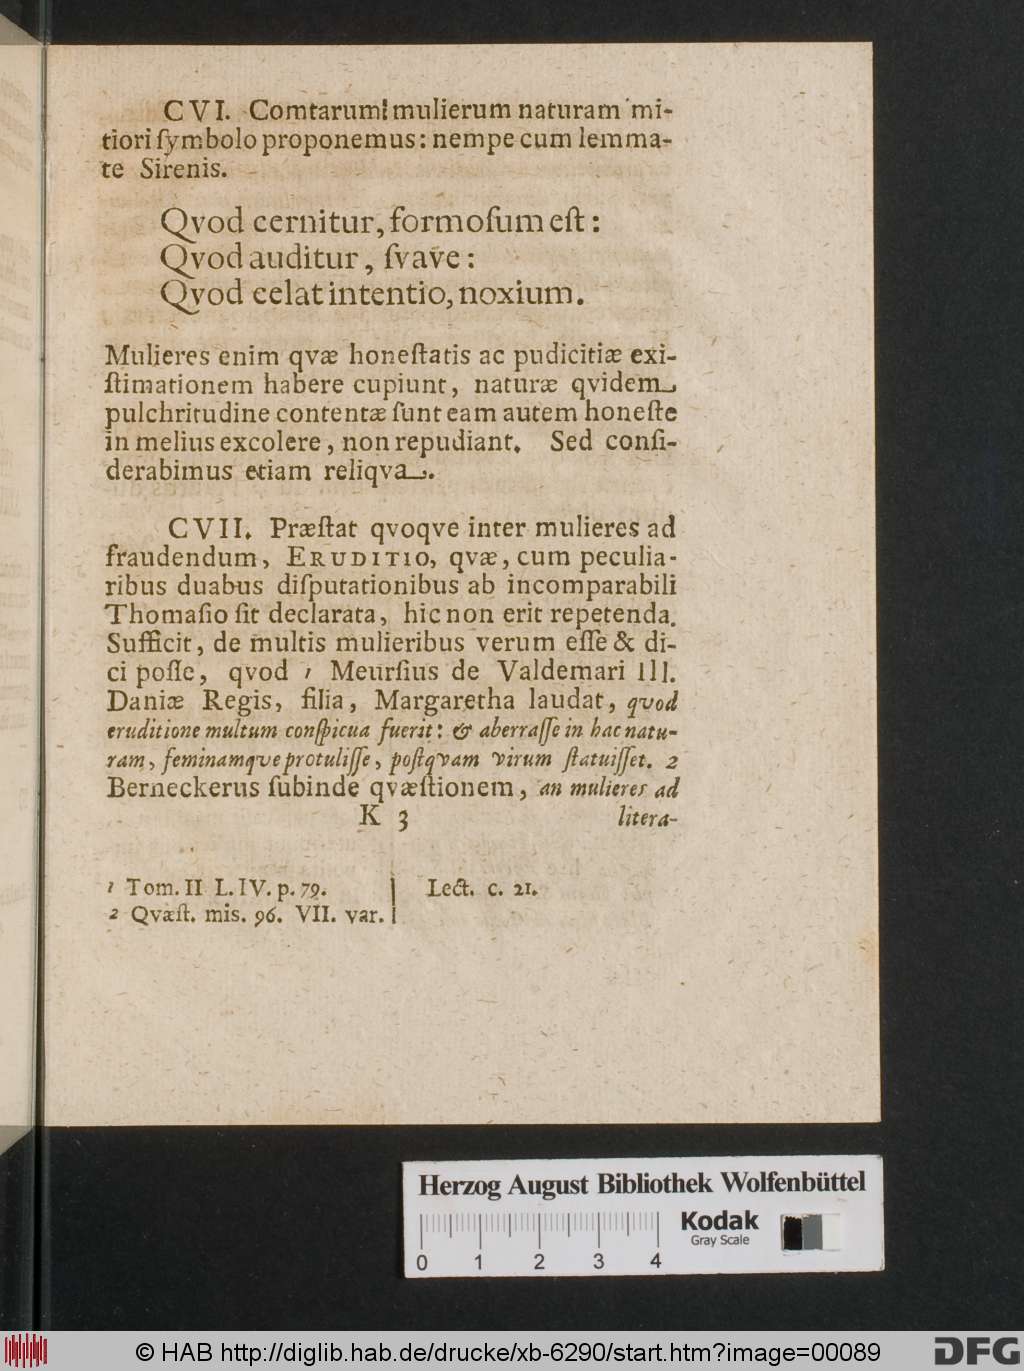 CVI. Comtarum mulierum naturam mi-
tiori ſymbolo proponemus: nempe cum lemma-
te Sirenis.
Qvod cernitur, formoſum eſt:
Qvod auditur, ſvave:
Qvod celat intentio, noxium.
Mulieres enim qvæ honeſtatis ac pudicitiæ exi-
ſtimationem habere cupiunt, naturæ qvidem
pulchritudine contentæ ſunt eam autem honeſte
in melius excolere, non repudiant. Sed conſi-
derabimus etiam reliqva.
CVII. Præſtat qvoqve inter mulieres ad
fraudendum, ERUDITIO, qvæ, cum peculia-
ribus duabus diſputationibus ab incomparabili
Thomaſio ſit declarata, hic non erit repetenda.
Sufficit, de multis mulieribus verum eſſe & di-
ci poſſe, qvod 1 Meurſius de Valdemari III.
Daniæ Regis, filia, Margaretha laudat, qvod
eruditione multum conſpicua fuerit: & aberraſſe in hac natu-
ram, feminamqve protuliſſe, poſtqvam virum ſtatuiſſet. 2
Berneckerus ſubinde qvæſtionem, an mulieres ad
K 3 litera-
1 Tom. II L. IV. p. 79.
2 Qvæſt. mis. 96. VII. var.
Lect. c. 21.
Herzog August Bibliothek Wolfenbüttel
Kodak
Gray Scale
0 1 2 3 4
© HAB http://diglib.hab.de/drucke/xb-6290/start.htm?image=00089
DFG